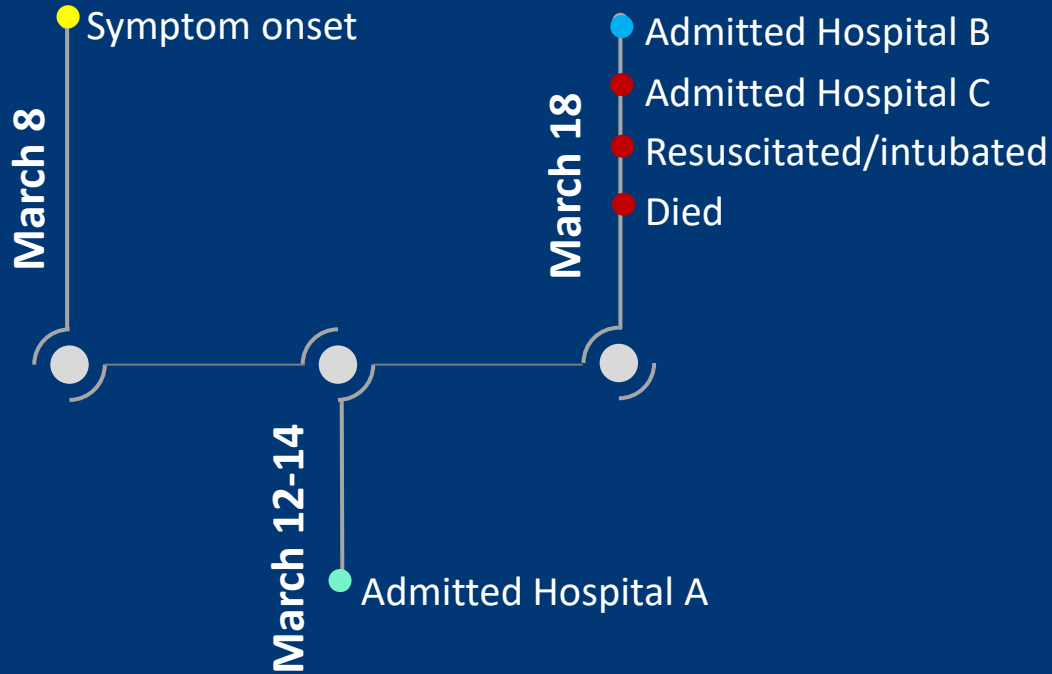 March 8
Symptom onset
March 12-14
Admitted Hospital A
March 18
Admitted Hospital B
Admitted Hospital C
Resuscitated/intubated
Died